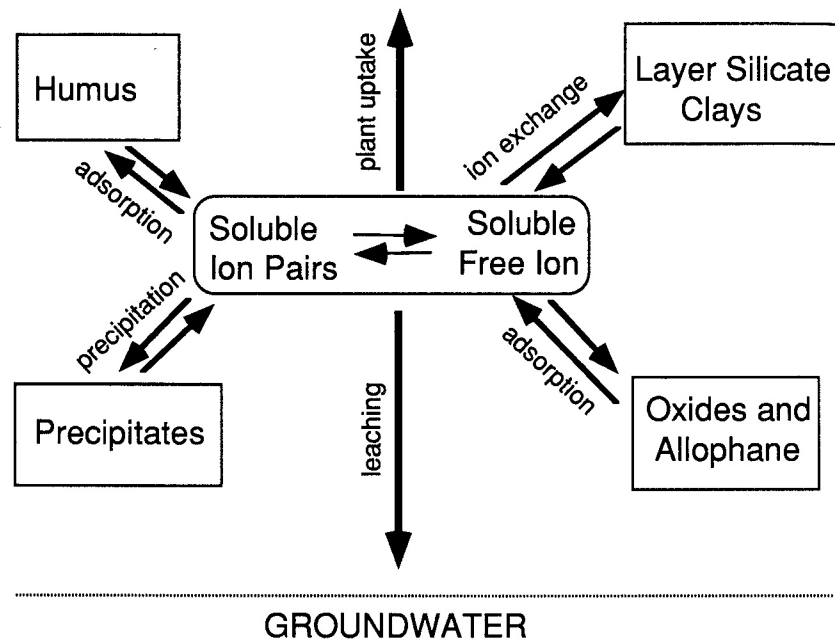 Humus
plant uptake
ion exchange
Layer Silicate
Clays
adsorption
Soluble
Ion Pairs
Soluble
Free Ion
precipitation
Precipitates
leaching
adsorption
Oxides and
Allophane
GROUNDWATER